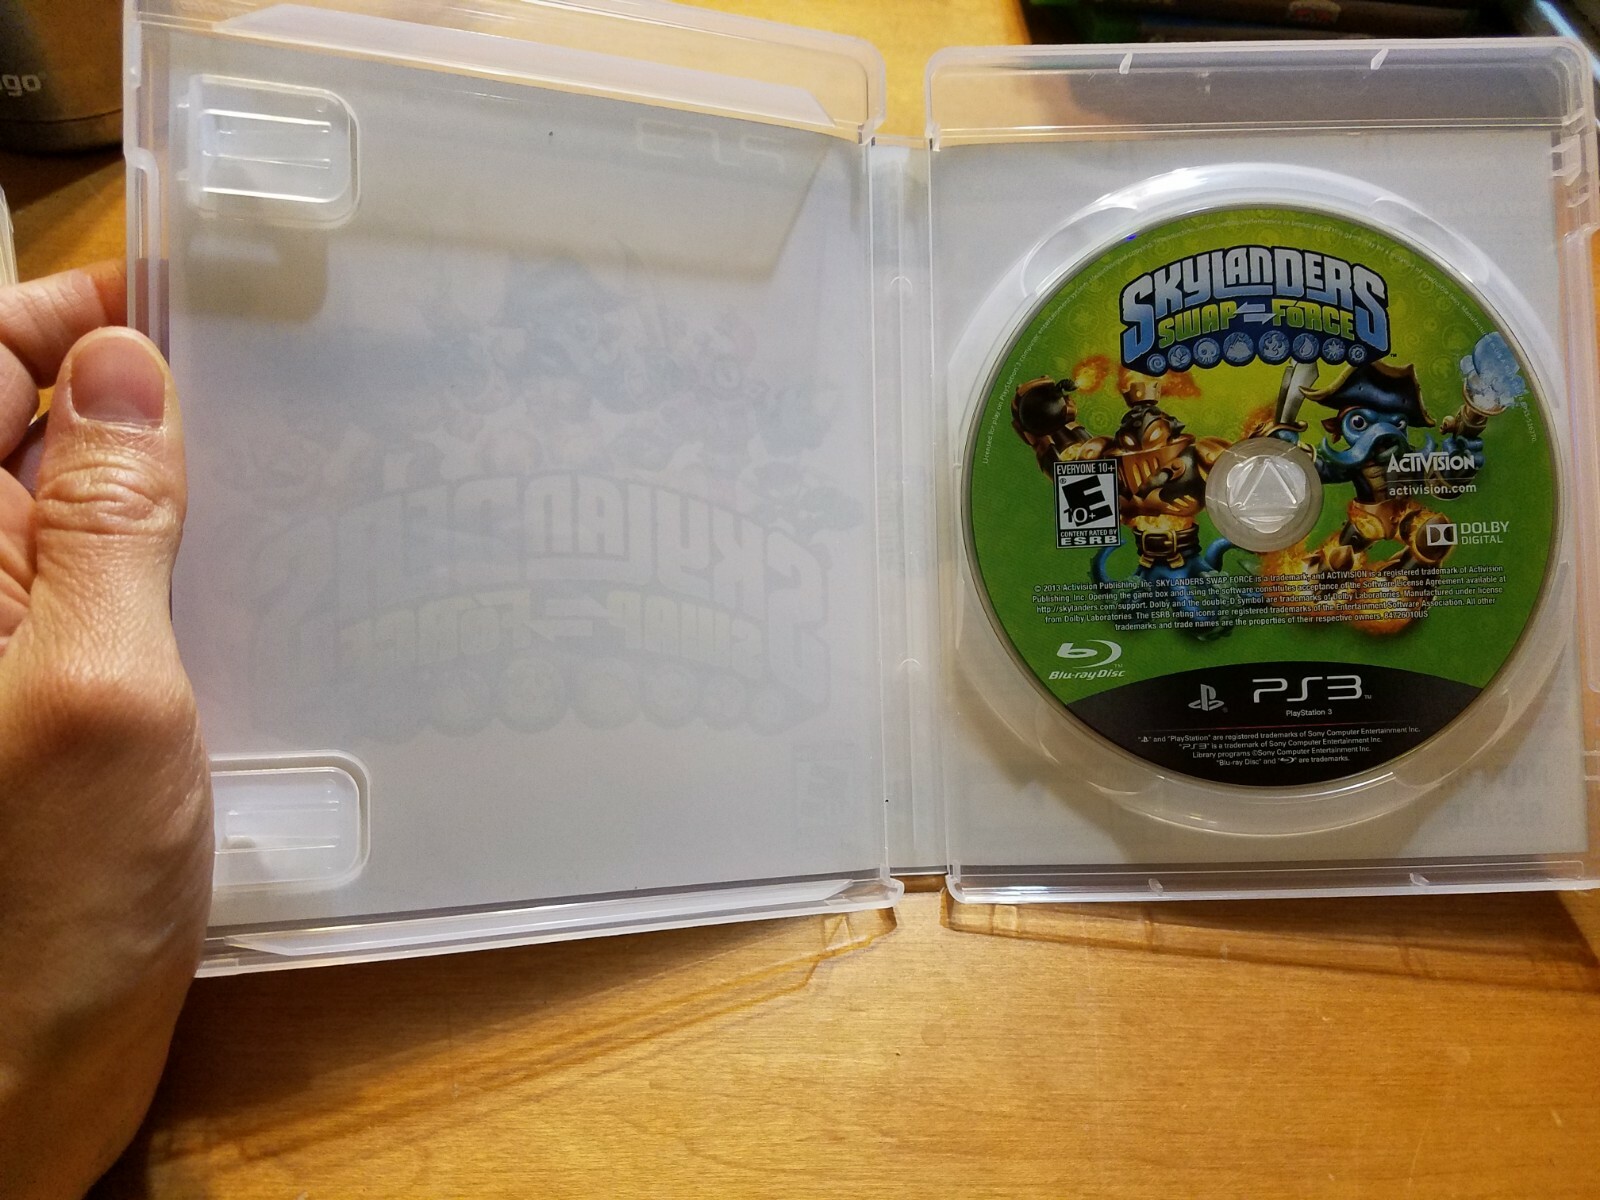 go
SKYLANDERS
SWAP FORCE
™
EVERYONE 10+
E
10+
CONTENT RATED BY
ESRB
ACTIVISION
activision.com
DOLBY
DIGITAL
© 2013 Activision Publishing, Inc. SKYLANDERS SWAP FORCE is a trademark and ACTIVISION is a registered trademark of Activision
Publishing, Inc. Opening the game box and using the software constitutes acceptance of the Software License Agreement available at
http://skylanders.com/support. Dolby and the double-D symbol are trademarks of Dolby Laboratories. Manufactured under license
from Dolby Laboratories. The ESRB rating icons are registered trademarks of the Entertainment Software Association. All other
trademarks and trade names are the properties of their respective owners. 84726010US
Blu-ray Disc™
PS3™
PlayStation 3
" " and "PlayStation" are registered trademarks of Sony Computer Entertainment Inc.
"PS3" is a trademark of Sony Computer Entertainment Inc.
Library programs ©Sony Computer Entertainment Inc.
"Blu-ray Disc" and " " are trademarks.